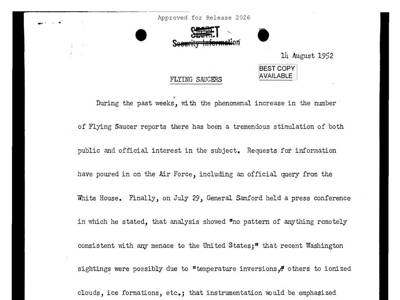 Approved for Release 2026
SECRET
Security Information
14 August 1952
BEST COPY
AVAILABLE
FLYING SAUCERS
During the past weeks, with the phenomenal increase in the number
of Flying Saucer reports there has been a tremendous stimulation of both
public and official interest in the subject. Requests for information
have poured in on the Air Force, including an official query from the
White House. Finally, on July 29, General Samford held a press conference
in which he stated, that analysis showed "no pattern of anything remotely
consistent with any menace to the United States;" that recent Washington
sightings were possibly due to "temperature inversions," others to ionized
clouds, ice formations, etc.; that instrumentation would be emphasized